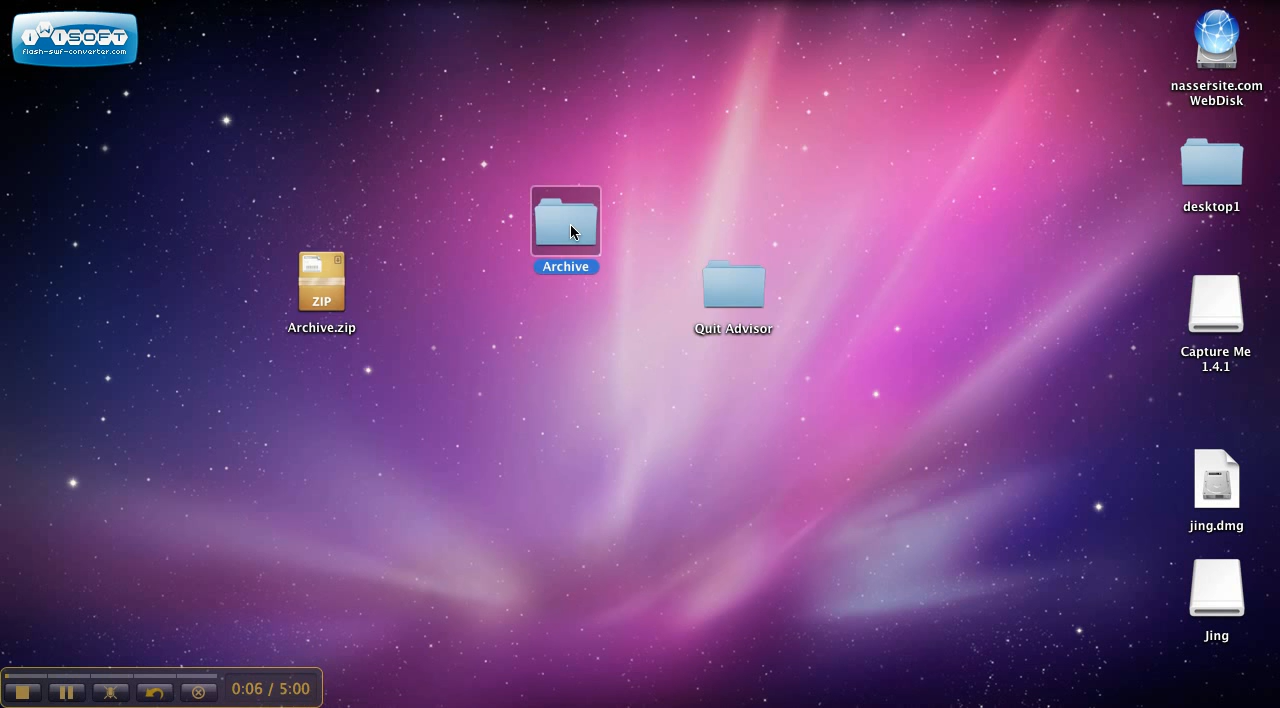 iWiSOFT
flash-swf-converter.com
nassersite.com
WebDisk
desktop1
Archive
ZIP
Archive.zip
Quit Advisor
Capture Me
1.4.1
jing.dmg
Jing
0:06 / 5:00